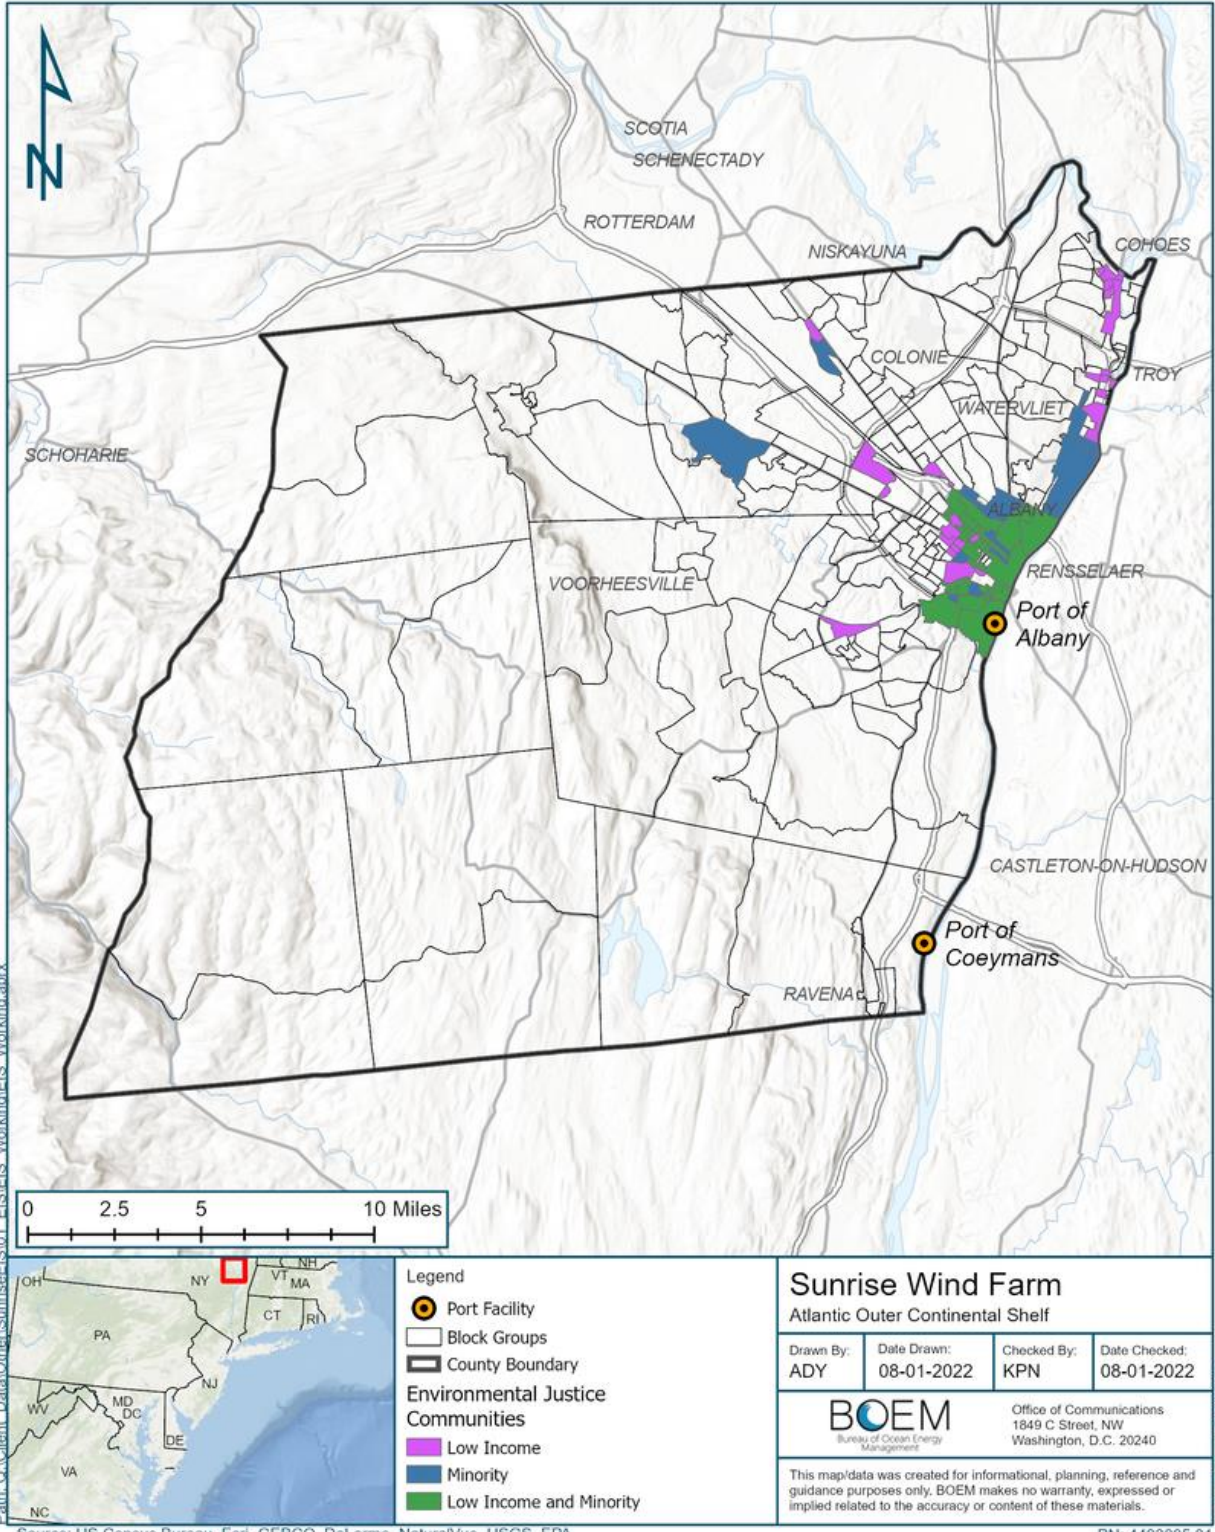 N
SCOTIA
SCHENECTADY
ROTTERDAM
NISKAYUNA
COHOES
COLONIE
TROY
WATERVLIET
SCHOHARIE
ALBANY
VOORHEESVILLE
RENSSELAER
Port of
Albany
CASTLETON-ON-HUDSON
Port of
Coeymans
RAVENA
0 2.5 5 10 Miles
OH
NY
VT
NH
MA
CT
RI
PA
NJ
MD
DC
WV
DE
VA
NC
Legend
Port Facility
Block Groups
County Boundary
Environmental Justice
Communities
Low Income
Minority
Low Income and Minority
Sunrise Wind Farm
Atlantic Outer Continental Shelf
Drawn By:
ADY
Date Drawn:
08-01-2022
Checked By:
KPN
Date Checked:
08-01-2022
BOEM
Bureau of Ocean Energy
Management
Office of Communications
1849 C Street, NW
Washington, D.C. 20240
This map/data was created for informational, planning, reference and
guidance purposes only. BOEM makes no warranty, expressed or
implied related to the accuracy or content of these materials.